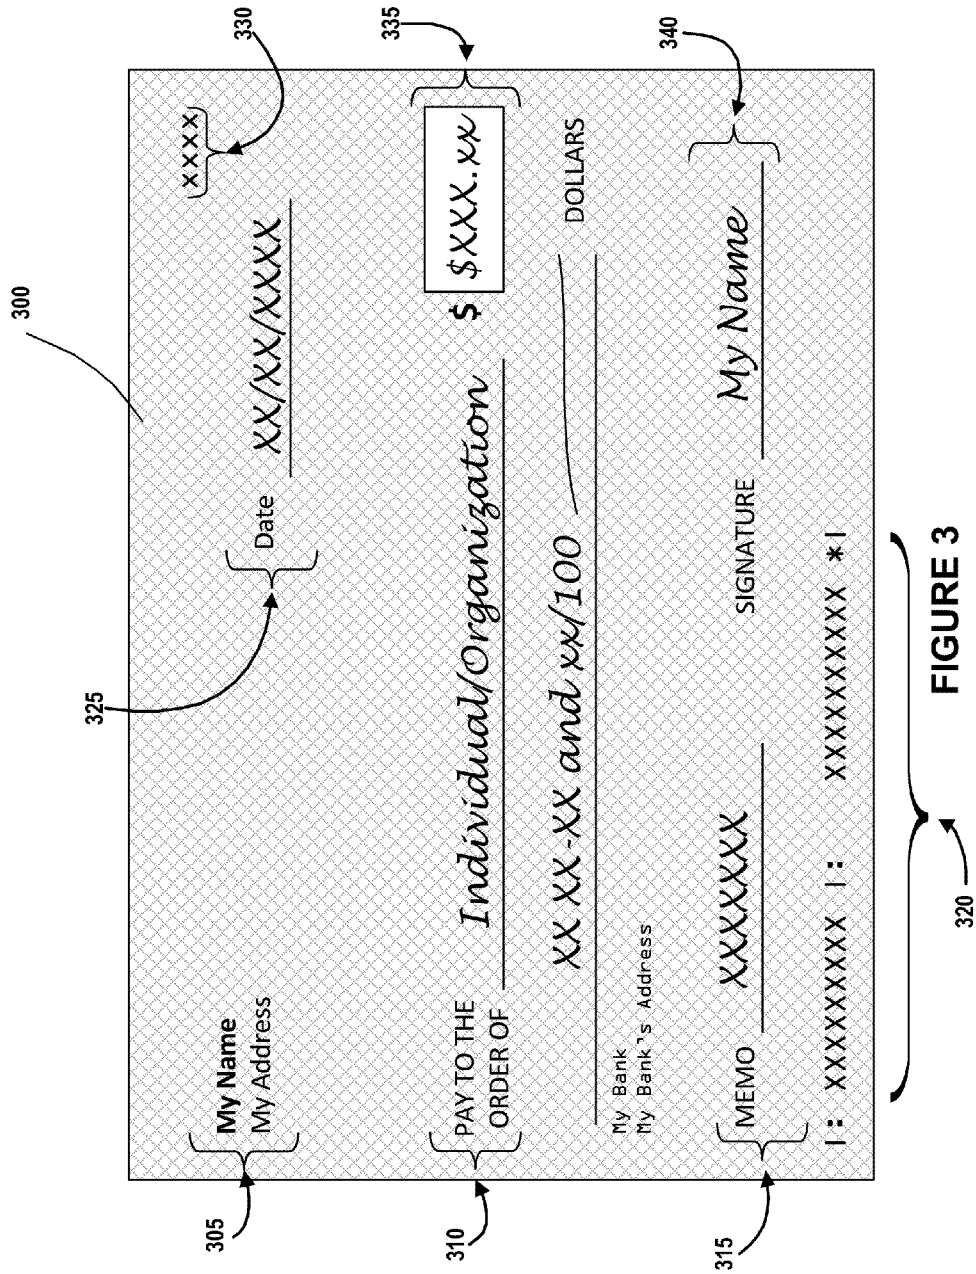 300
330
xxxx
305
My Name
My Address
325
Date
xx/xx/xxxx
335
310
PAY TO THE
ORDER OF
Individual/Organization
$
$xxx.xx
xx xx-xx and xx/100
DOLLARS
My Bank
My Bank's Address
340
315
MEMO
xxxxxxx
SIGNATURE
My Name
|: XXXXXXXXX |: XXXXXXXXXX *|
320
FIGURE 3